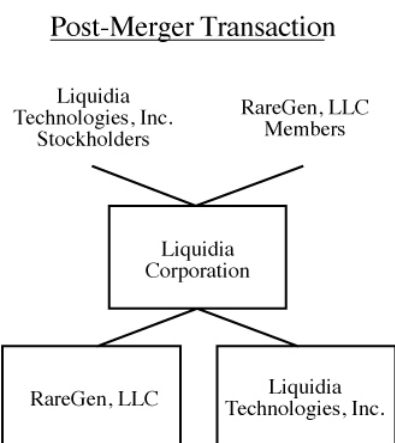 Post-Merger Transaction
Liquidia
Technologies, Inc.
Stockholders
RareGen, LLC
Members
Liquidia
Corporation
RareGen, LLC
Liquidia
Technologies, Inc.